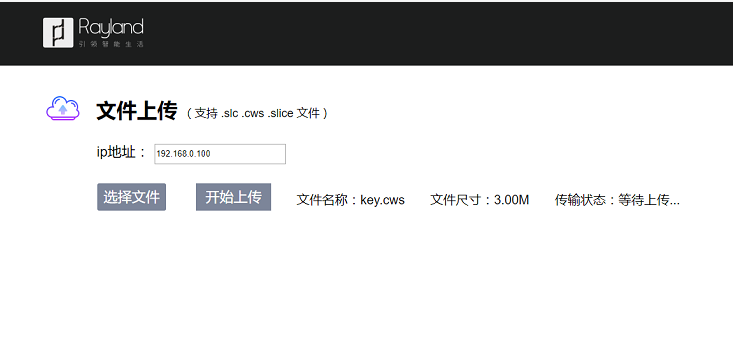 Rayland
引领智能生活
文件上传 ( 支持 .slc .cws .slice 文件 )
ip地址： 192.168.0.100
选择文件 开始上传 文件名称：key.cws 文件尺寸：3.00M 传输状态：等待上传...